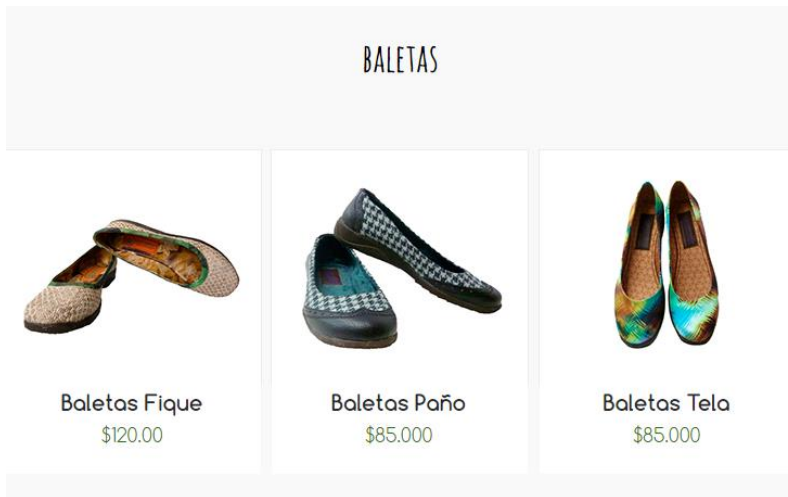 BALETAS
Baletas Fique
$120.00
Baletas Paño
$85.000
Baletas Tela
$85.000